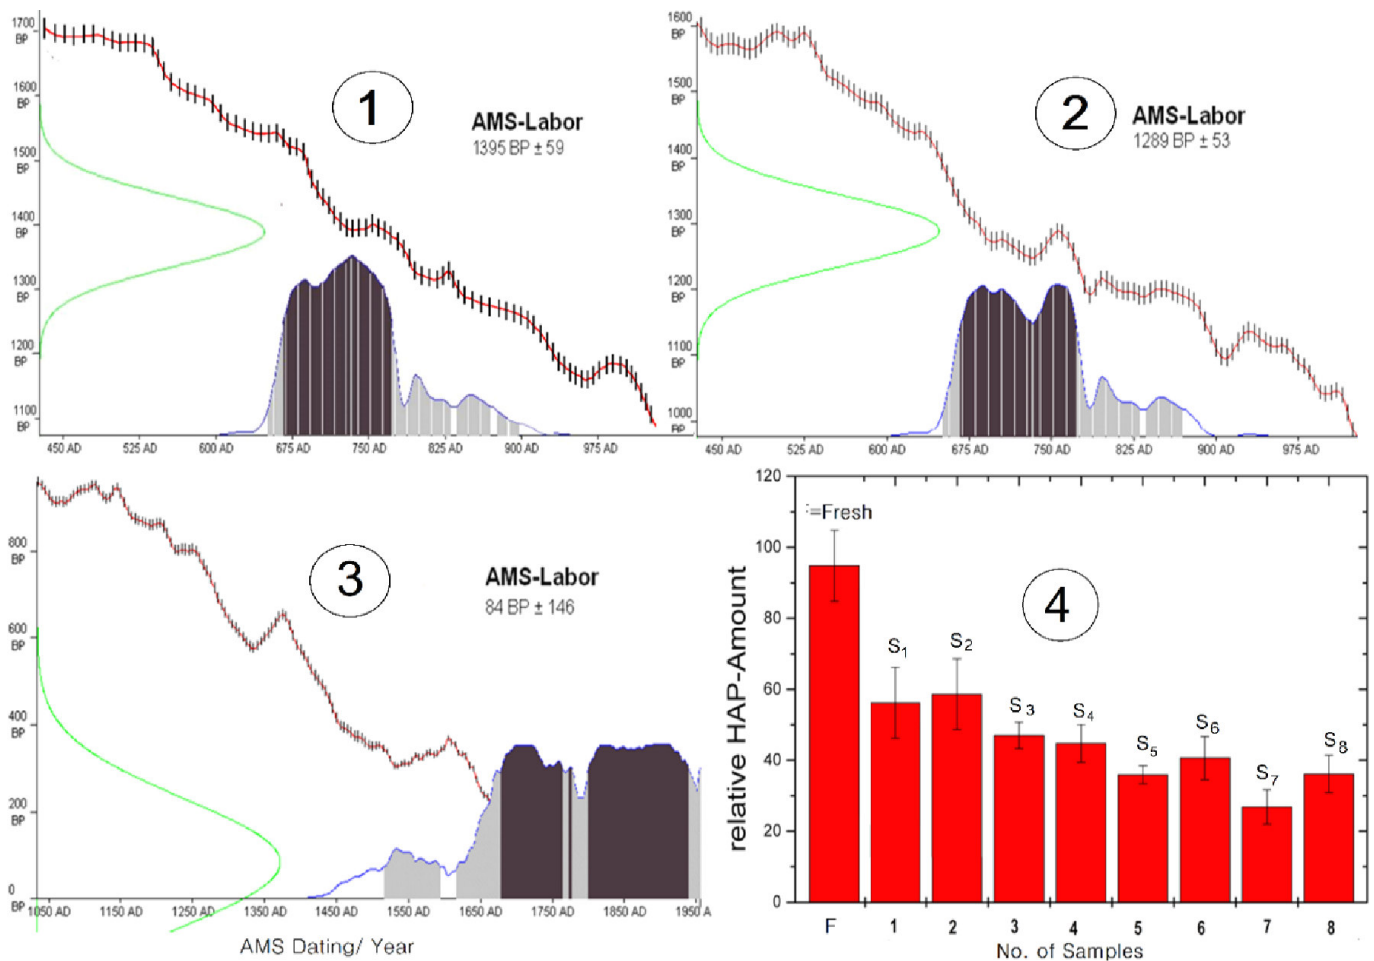 1700
BP
1600
BP
1500
BP
1400
BP
1300
BP
1200
BP
1100
BP
450 AD 525 AD 600 AD 675 AD 750 AD 825 AD 900 AD 975 AD
1
AMS-Labor
1395 BP ± 59
1600
BP
1500
BP
1400
BP
1300
BP
1200
BP
1100
BP
1000
BP
450 AD 525 AD 600 AD 675 AD 750 AD 825 AD 900 AD 975 AD
2
AMS-Labor
1289 BP ± 53
800
BP
600
BP
400
BP
200
BP
0
BP
1050 AD 1150 AD 1250 AD 1350 AD 1450 AD 1550 AD 1650 AD 1750 AD 1850 AD 1950 A
AMS Dating/ Year
3
AMS-Labor
84 BP ± 146
relative HAP-Amount
120
100
80
60
40
20
0
=Fresh
4
S1 S2 S3 S4 S5 S6 S7 S8
F 1 2 3 4 5 6 7 8
No. of Samples